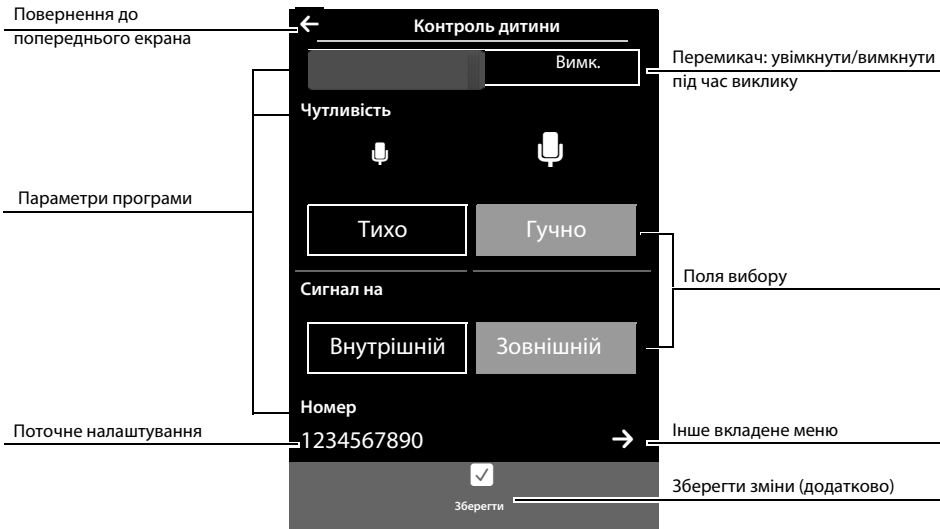 Повернення до
попереднього екрана
Контроль дитини
Вимк.
Перемикач: увімкнути/вимкнути
під час виклику
Чутливість
Параметри програми
Тихо
Гучно
Поля вибору
Сигнал на
Внутрішній
Зовнішній
Номер
Поточне налаштування
1234567890
Інше вкладене меню
Зберегти
Зберегти зміни (додатково)